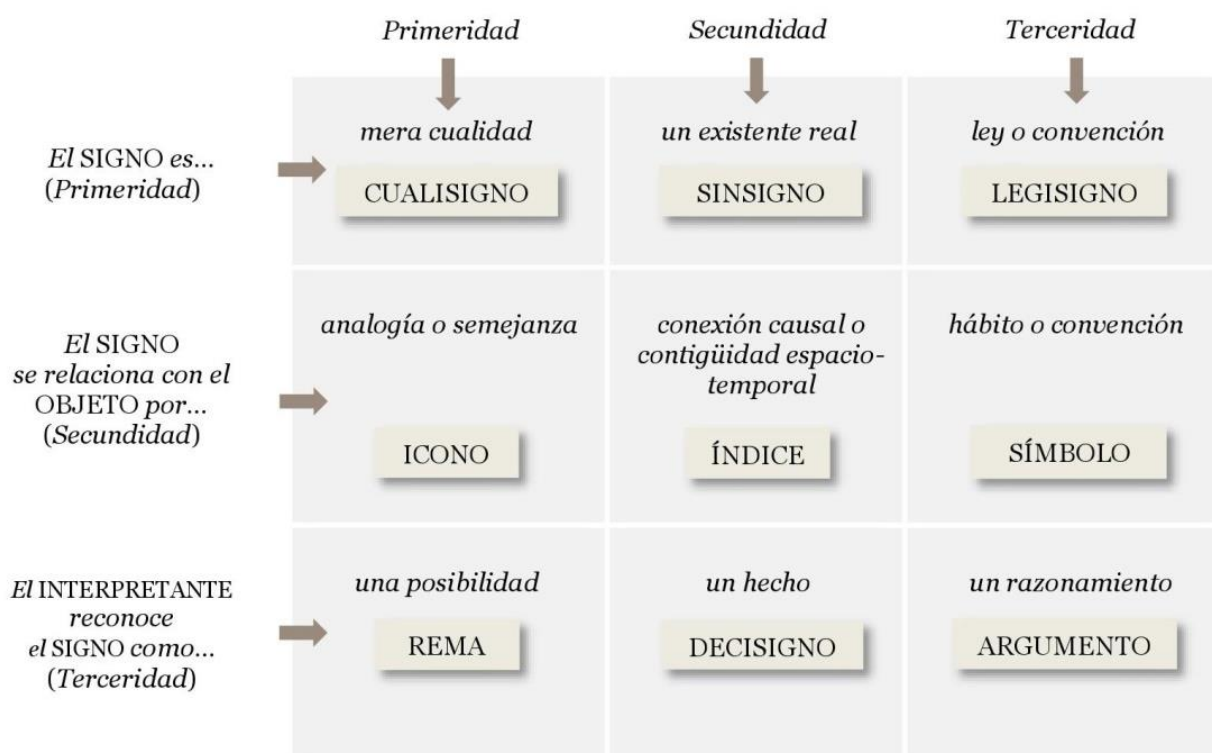 Primeridad
Secundidad
Terceridad
El SIGNO es...
(Primeridad)
mera cualidad
CUALISIGNO
un existente real
SINSIGNO
ley o convención
LEGISIGNO
El SIGNO
se relaciona con el
OBJETO por...
(Secundidad)
analogía o semejanza
ICONO
conexión causal o
contigüidad espacio-
temporal
ÍNDICE
hábito o convención
SÍMBOLO
El INTERPRETANTE
reconoce
el SIGNO como...
(Terceridad)
una posibilidad
REMA
un hecho
DECISIGNO
un razonamiento
ARGUMENTO